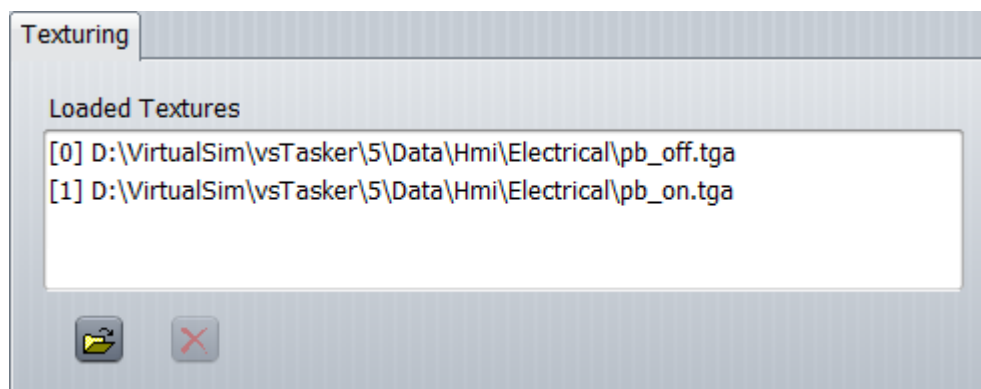 Texturing
Loaded Textures
[0] D:\VirtualSim\vsTasker\5\Data\Hmi\Electrical\pb_off.tga
[1] D:\VirtualSim\vsTasker\5\Data\Hmi\Electrical\pb_on.tga